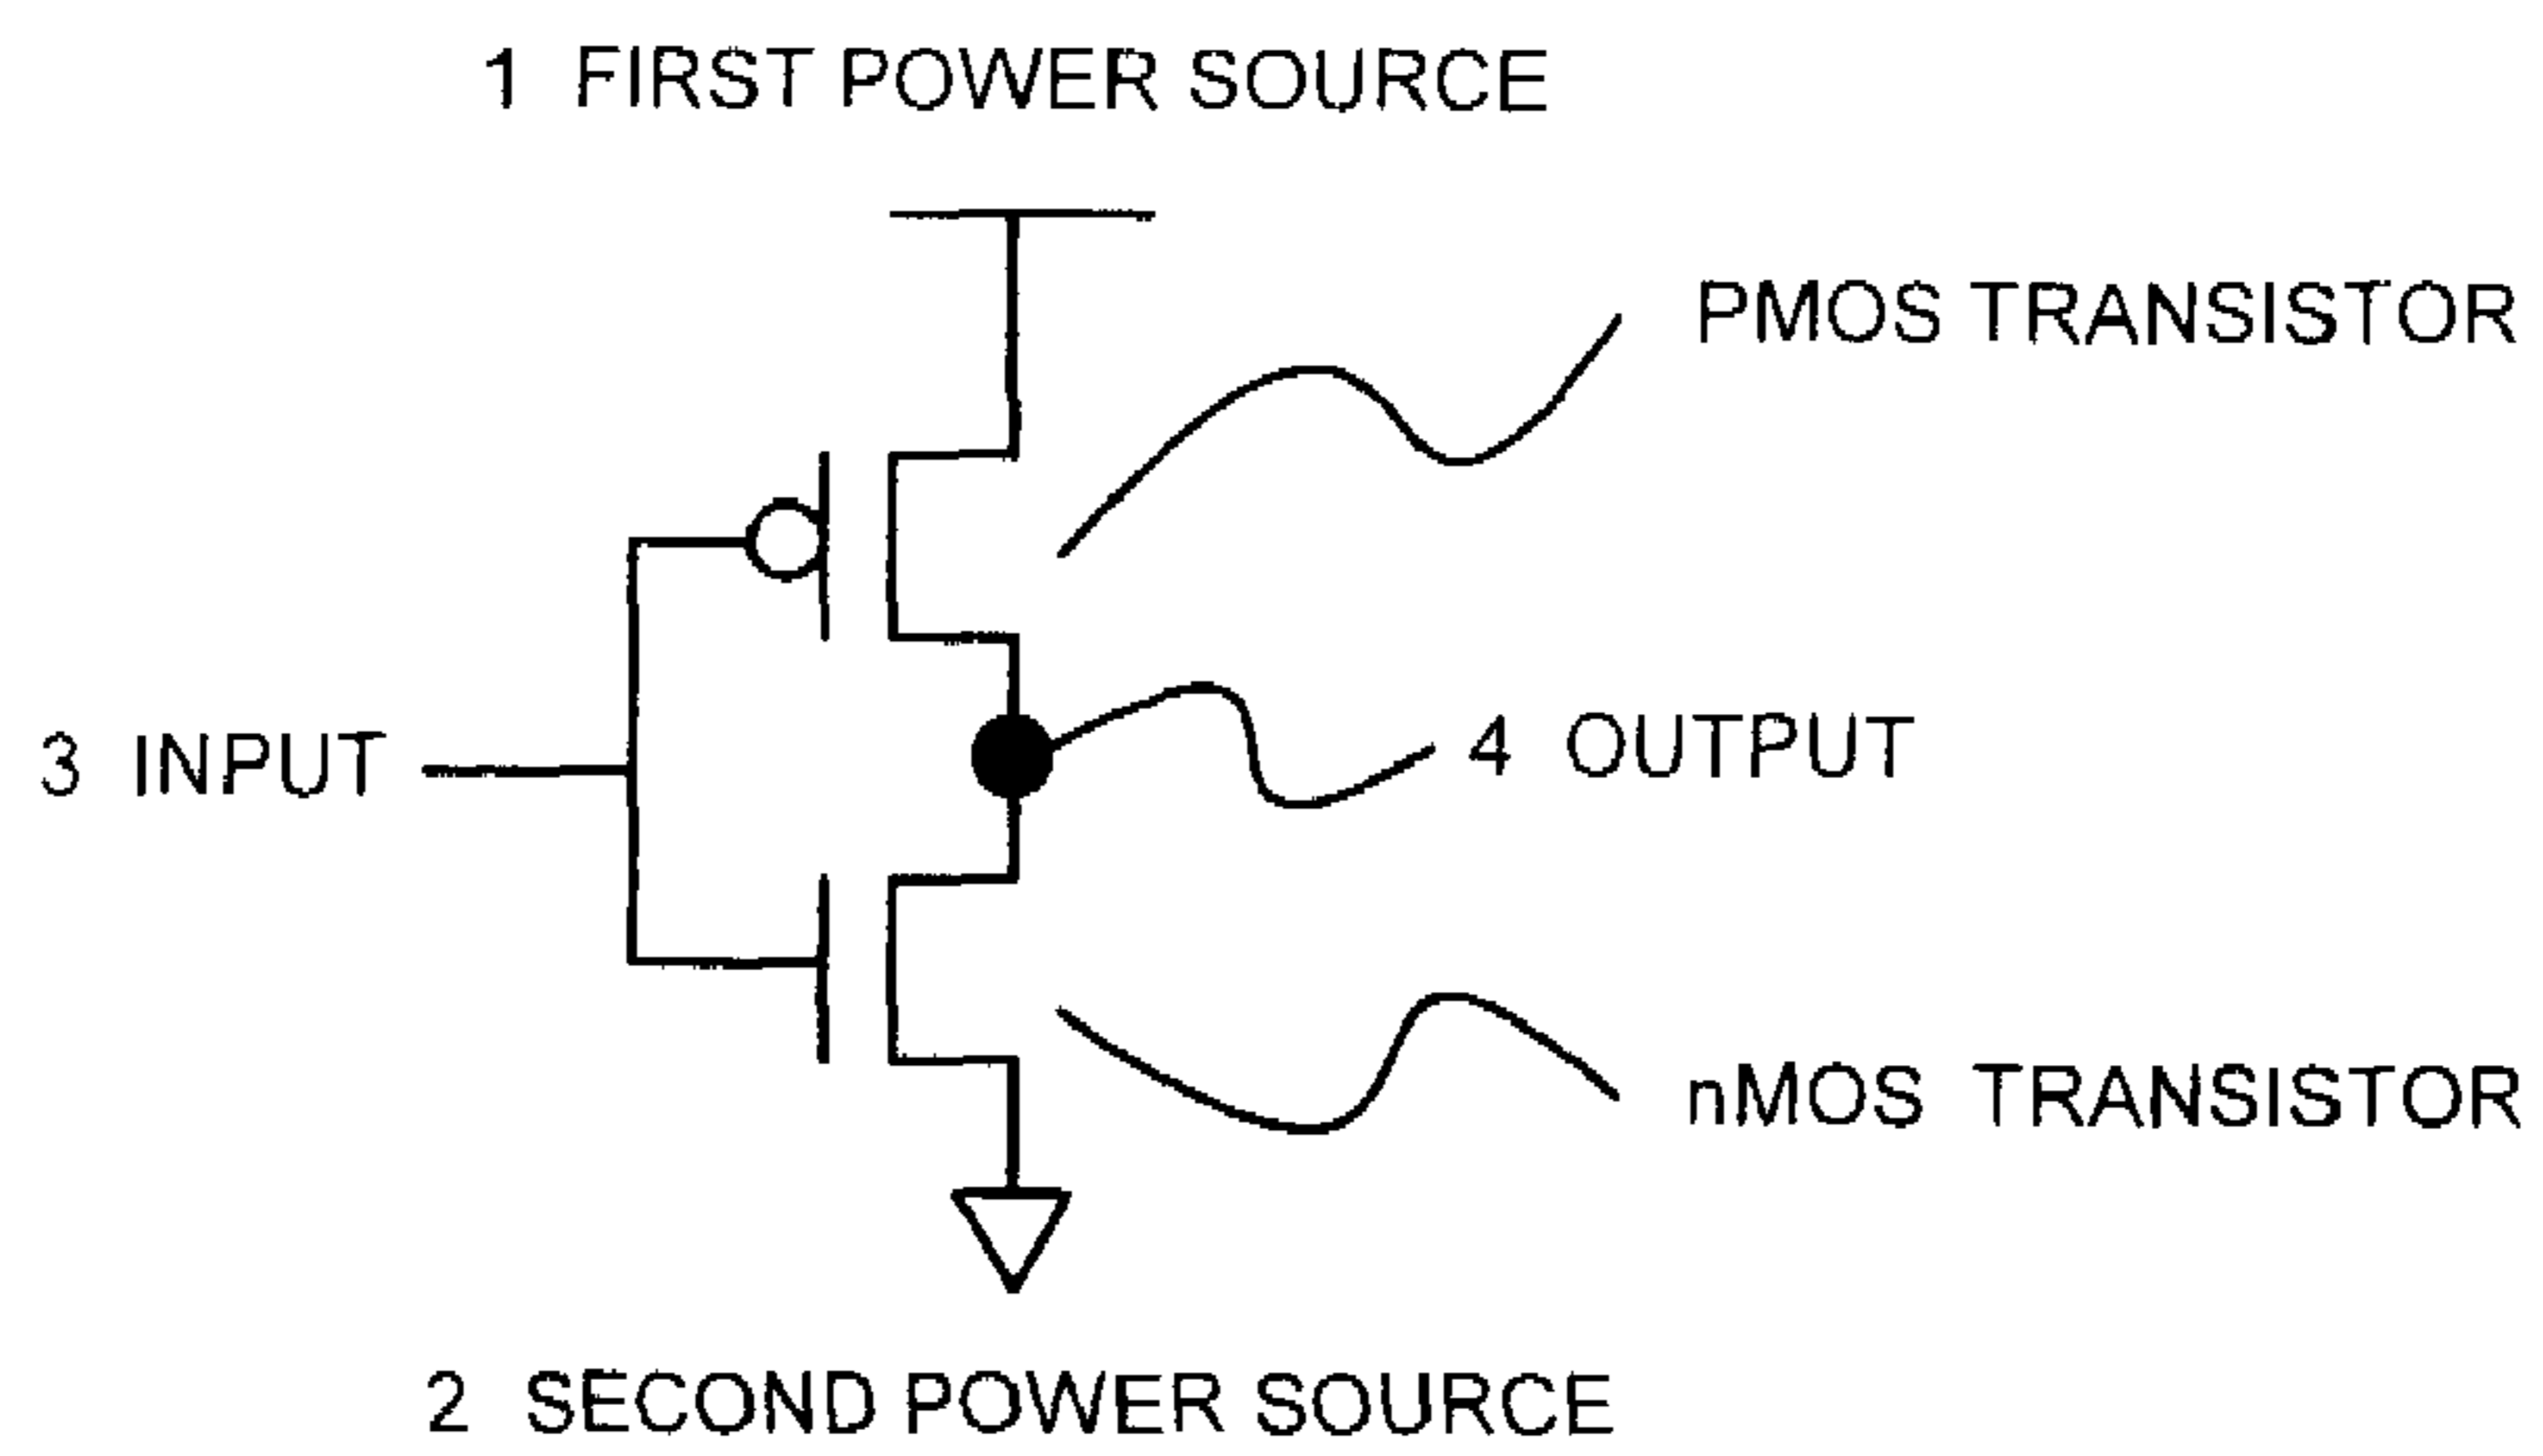 1 FIRST POWER SOURCE
PMOS TRANSISTOR
3 INPUT
4 OUTPUT
nMOS TRANSISTOR
2 SECOND POWER SOURCE